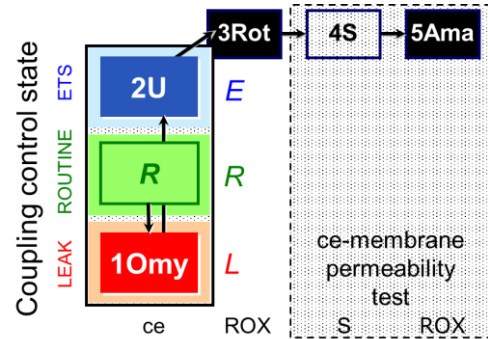 3Rot 4S 5Ama
Coupling control state
ETS 2U E
ROUTINE R R
LEAK 1Omy L
ce-membrane
permeability
test
ce ROX S ROX